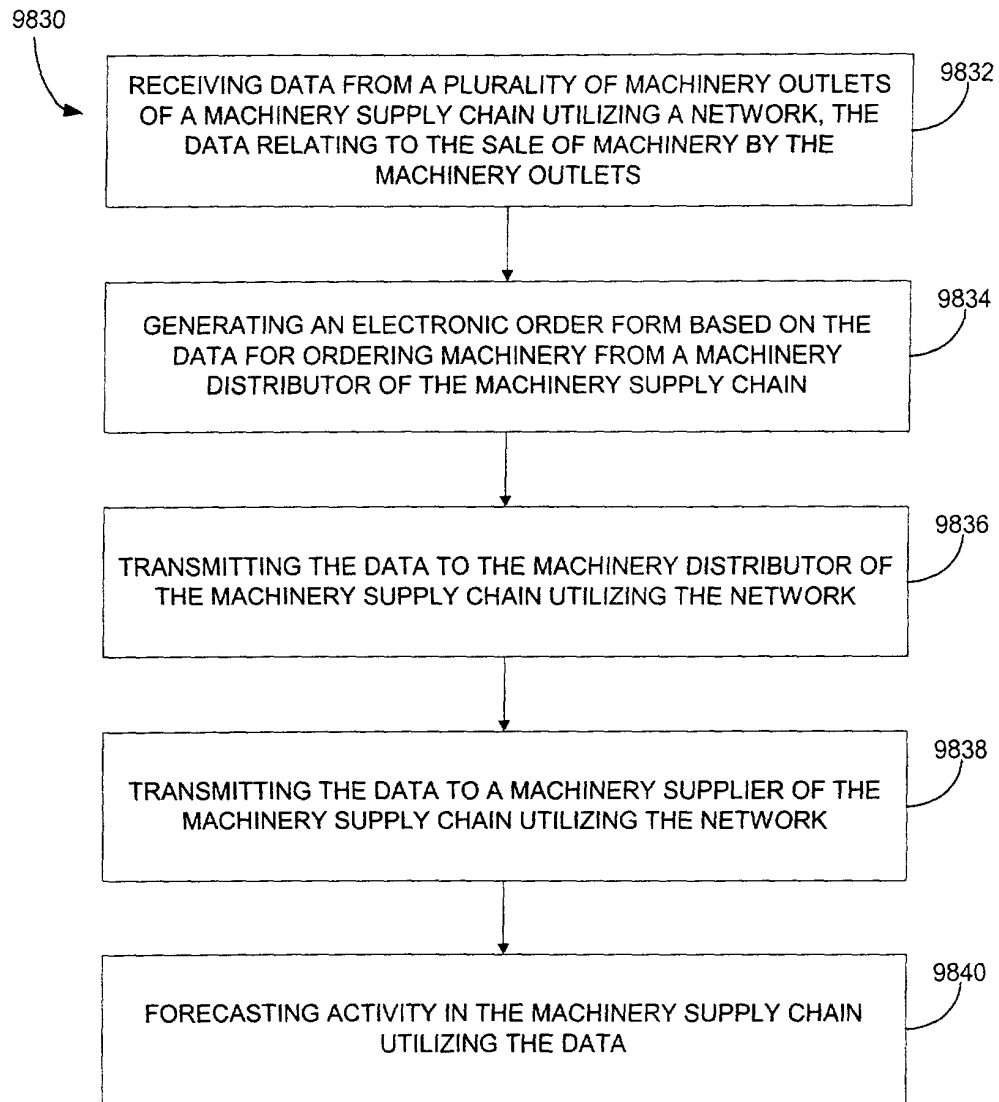 9830
RECEIVING DATA FROM A PLURALITY OF MACHINERY OUTLETS
OF A MACHINERY SUPPLY CHAIN UTILIZING A NETWORK, THE
DATA RELATING TO THE SALE OF MACHINERY BY THE
MACHINERY OUTLETS
9832
GENERATING AN ELECTRONIC ORDER FORM BASED ON THE
DATA FOR ORDERING MACHINERY FROM A MACHINERY
DISTRIBUTOR OF THE MACHINERY SUPPLY CHAIN
9834
TRANSMITTING THE DATA TO THE MACHINERY DISTRIBUTOR OF
THE MACHINERY SUPPLY CHAIN UTILIZING THE NETWORK
9836
TRANSMITTING THE DATA TO A MACHINERY SUPPLIER OF THE
MACHINERY SUPPLY CHAIN UTILIZING THE NETWORK
9838
FORECASTING ACTIVITY IN THE MACHINERY SUPPLY CHAIN
UTILIZING THE DATA
9840